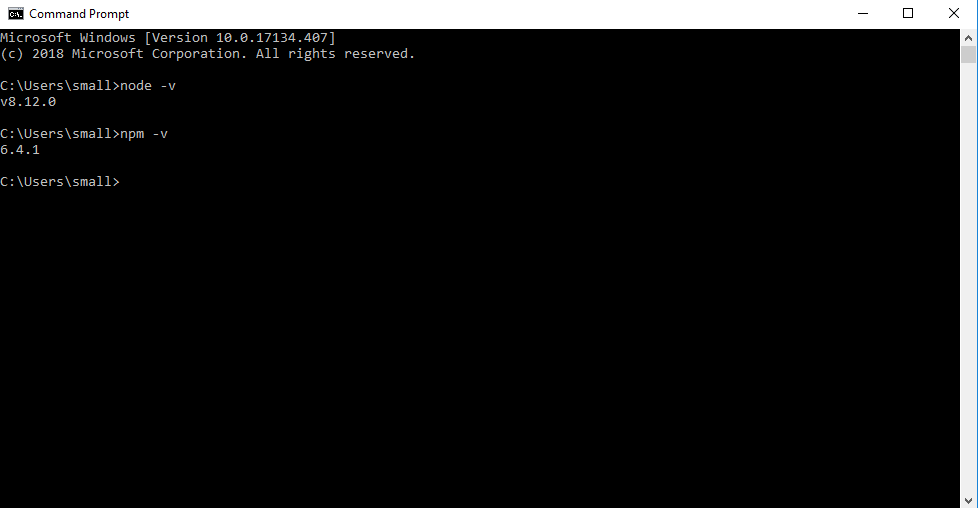 Command Prompt
Microsoft Windows [Version 10.0.17134.407]
(c) 2018 Microsoft Corporation. All rights reserved.
C:\Users\small>node -v
v8.12.0
C:\Users\small>npm -v
6.4.1
C:\Users\small>